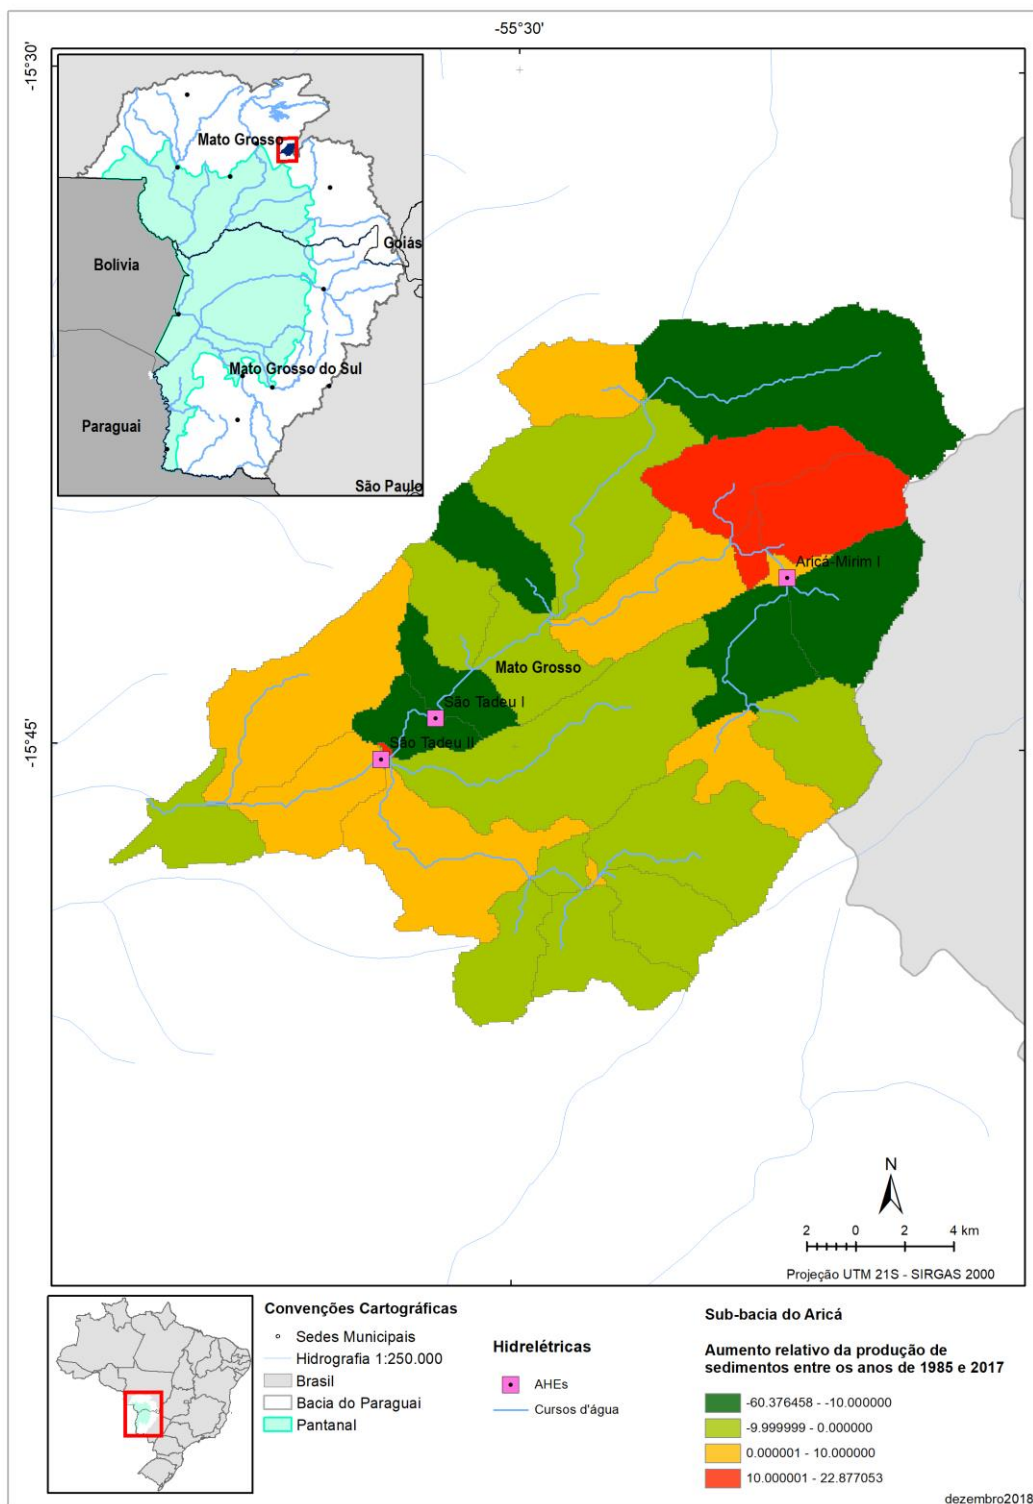 -55°30'
-15°30'
Mato Grosso
Goiás
Bolivia
Mato Grosso do Sul
Paraguai
São Paulo
Aricá-Mirim I
Mato Grosso
São Tadeu I
-15°45'
São Tadeu II
N
2 0 2 4 km
Projeção UTM 21S - SIRGAS 2000
Convenções Cartográficas
Sedes Municipais
Hidrografia 1:250.000
Brasil
Bacia do Paraguai
Pantanal
Hidrelétricas
AHEs
Cursos d'água
Sub-bacia do Aricá
Aumento relativo da produção de
sedimentos entre os anos de 1985 e 2017
-60.376458 - -10.000000
-9.999999 - 0.000000
0.000001 - 10.000000
10.000001 - 22.877053
dezembro2018